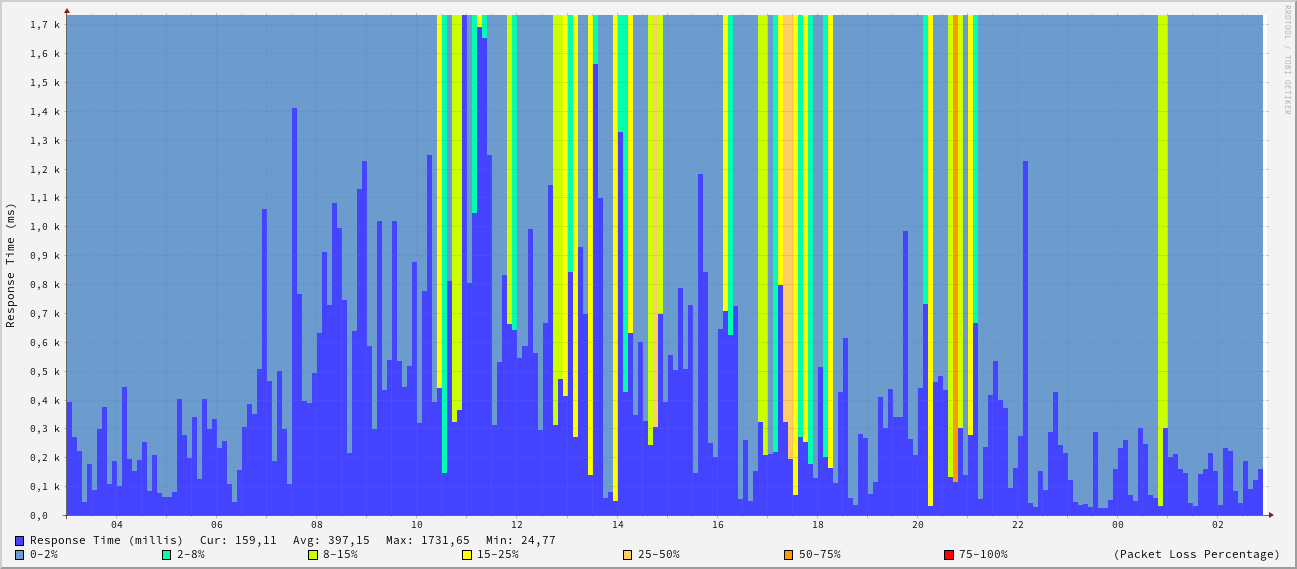 RRDTOOL / TOBI OETIKER
Response Time (ms)
1,7 k
1,6 k
1,5 k
1,4 k
1,3 k
1,2 k
1,1 k
1,0 k
0,9 k
0,8 k
0,7 k
0,6 k
0,5 k
0,4 k
0,3 k
0,2 k
0,1 k
0,0
04 06 08 10 12 14 16 18 20 22 00 02
Response Time (millis) Cur: 159,11 Avg: 397,15 Max: 1731,65 Min: 24,77
0-2% 2-8% 8-15% 15-25% 25-50% 50-75% 75-100% (Packet Loss Percentage)